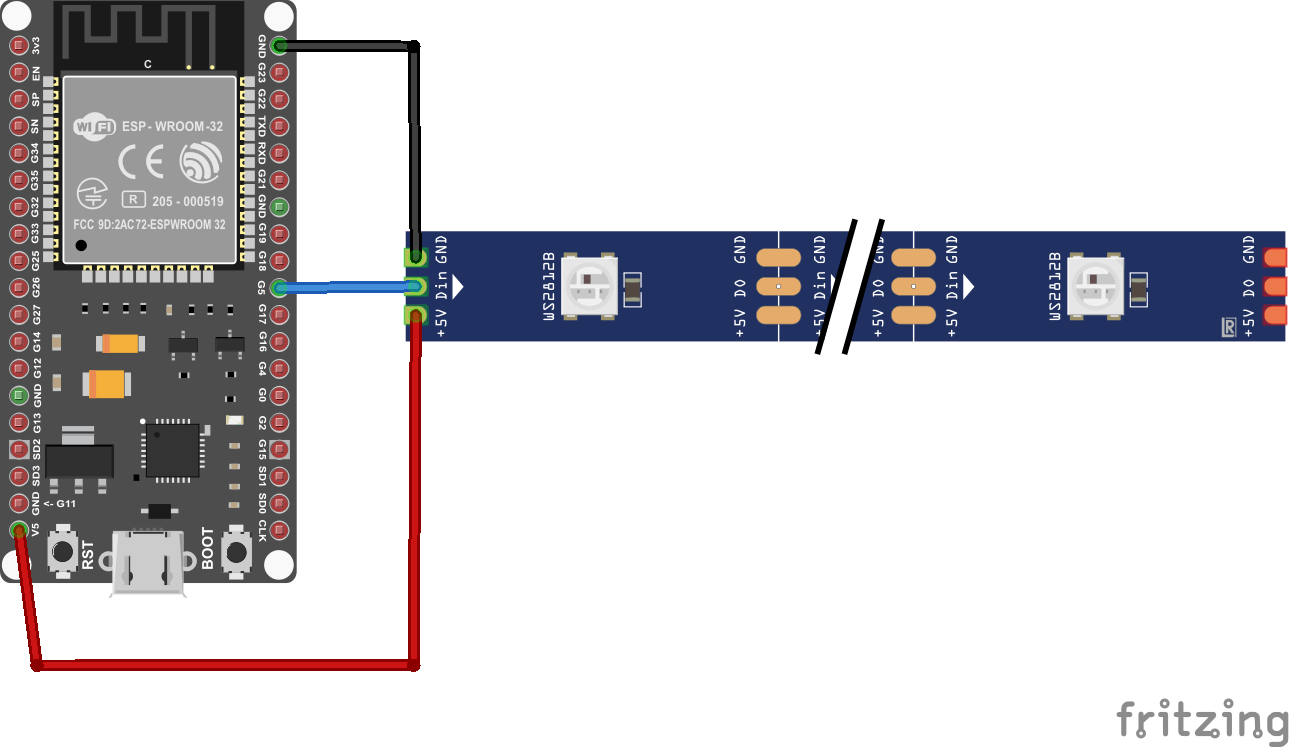 3V3
EN
SP
SN
G34
G35
G32
G33
G25
G26
G27
G14
G12
GND
G13
SD2
SD3
GND
V5
<- G11
C
WiFi
ESP - WROOM -32
CE
R
205 - 000519
FCC 9D:2AC72-ESPWROOM 32
RST
BOOT
GND
G23
G22
TXD
RXD
G21
GND
G19
G18
G5
G17
G16
G4
G0
G2
G15
SD1
SD0
CLK
GND
Din
+5V
WS2812B
GND
DO
+5V
GND
Din
+5V
GND
DO
+5V
GND
Din
+5V
WS2812B
GND
DO
+5V
R
fritzing